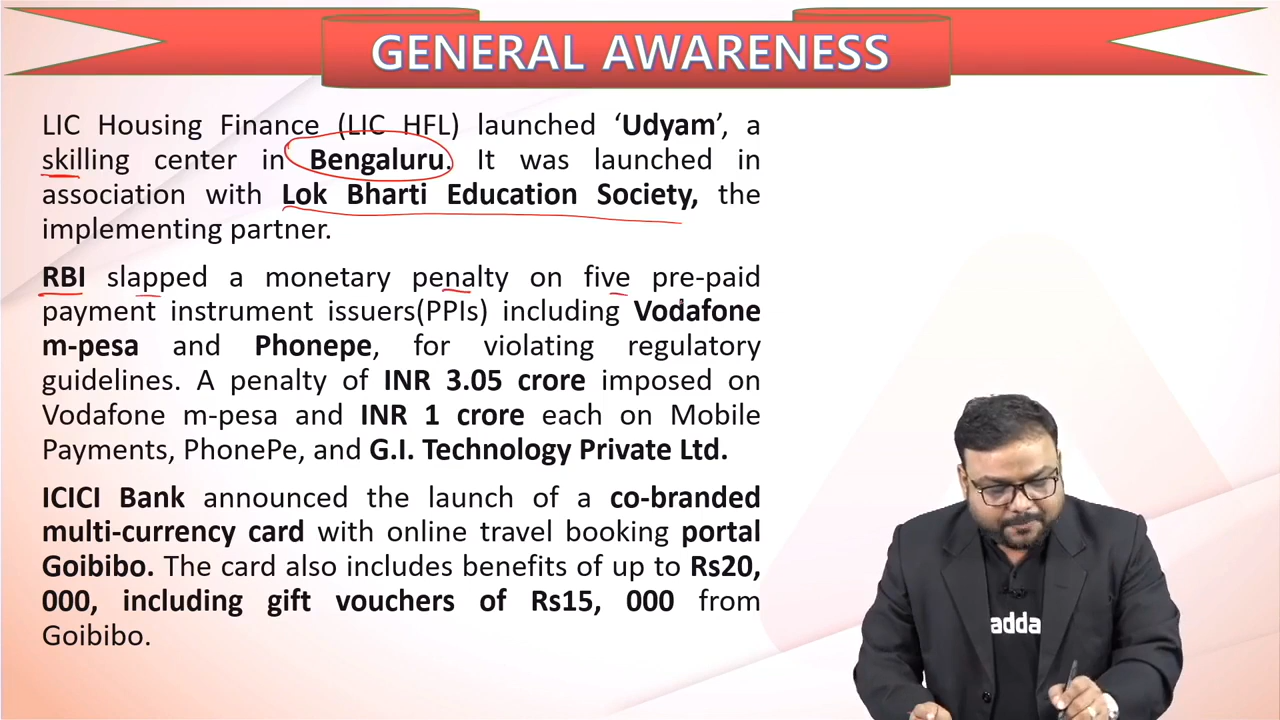 GENERAL AWARENESS
LIC Housing Finance (LIC HFL) launched ‘Udyam’, a
skilling center in Bengaluru. It was launched in
association with Lok Bharti Education Society, the
implementing partner.
RBI slapped a monetary penalty on five pre-paid
payment instrument issuers(PPIs) including Vodafone
m-pesa and Phonepe, for violating regulatory
guidelines. A penalty of INR 3.05 crore imposed on
Vodafone m-pesa and INR 1 crore each on Mobile
Payments, PhonePe, and G.I. Technology Private Ltd.
ICICI Bank announced the launch of a co-branded
multi-currency card with online travel booking portal
Goibibo. The card also includes benefits of up to Rs20,
000, including gift vouchers of Rs15, 000 from
Goibibo.
adda